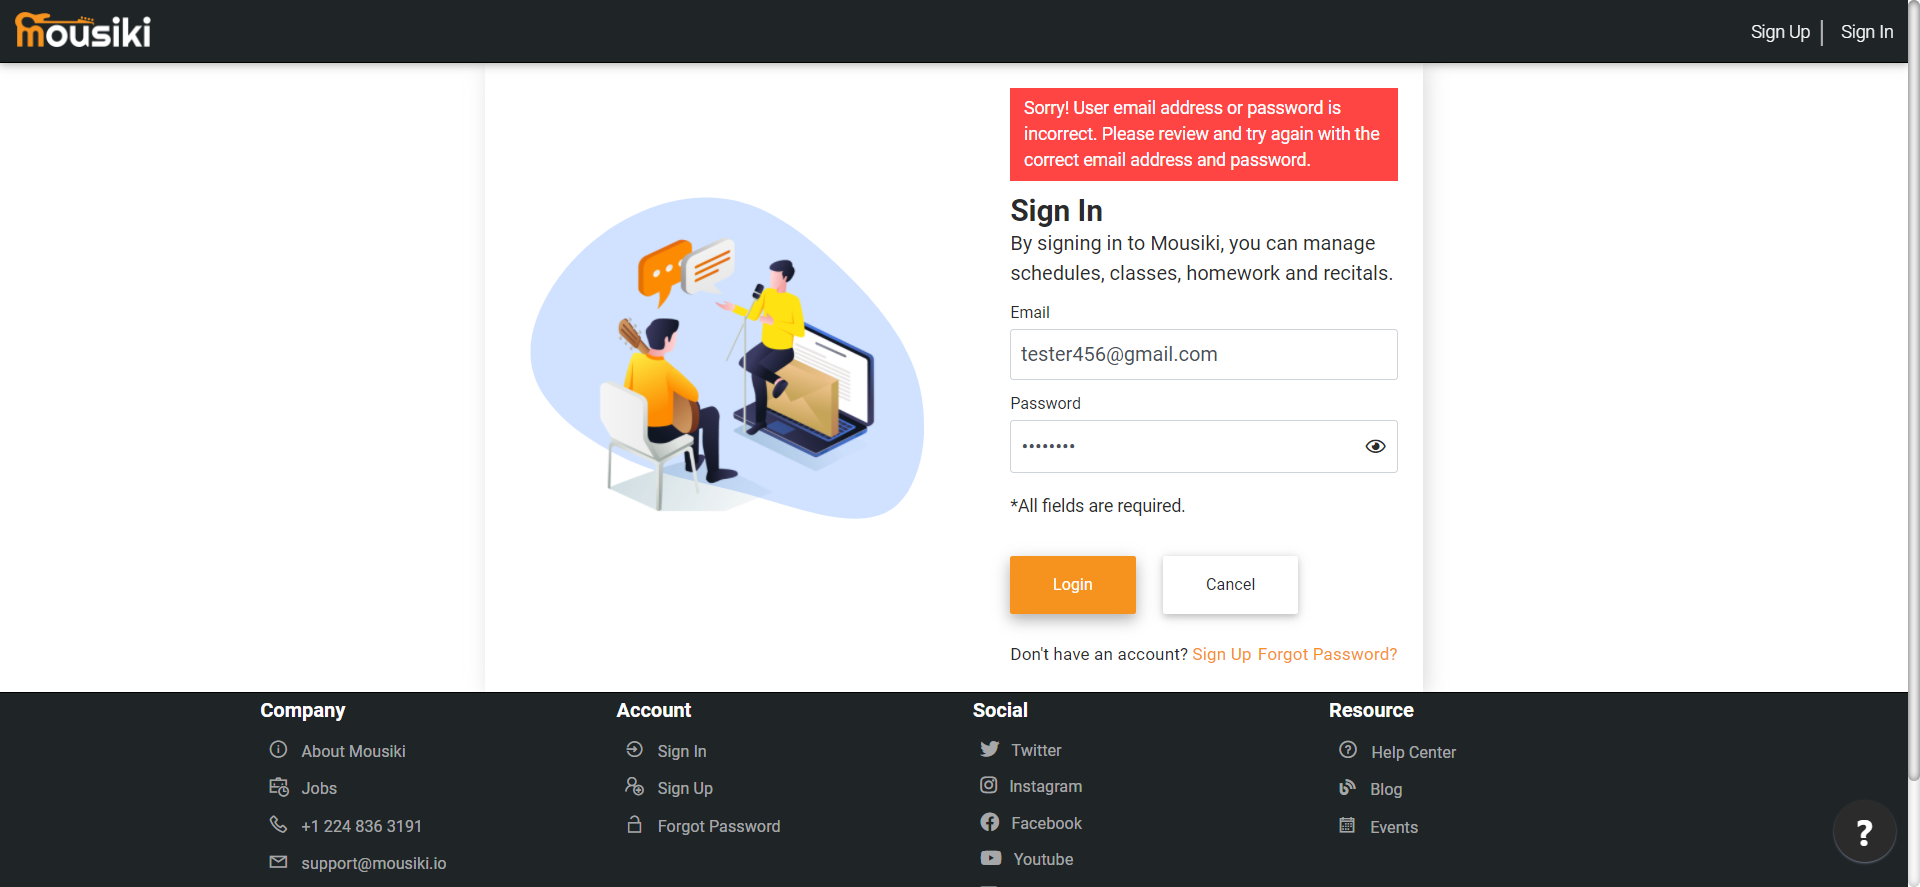 mousiki
Sign Up
Sign In
Sorry! User email address or password is
incorrect. Please review and try again with the
correct email address and password.
Sign In
By signing in to Mousiki, you can manage
schedules, classes, homework and recitals.
Email
tester456@gmail.com
Password
••••••••
*All fields are required.
Login
Cancel
Don't have an account? Sign Up Forgot Password?
Company
About Mousiki
Jobs
+1 224 836 3191
support@mousiki.io
Account
Sign In
Sign Up
Forgot Password
Social
Twitter
Instagram
Facebook
Youtube
Resource
Help Center
Blog
Events
?